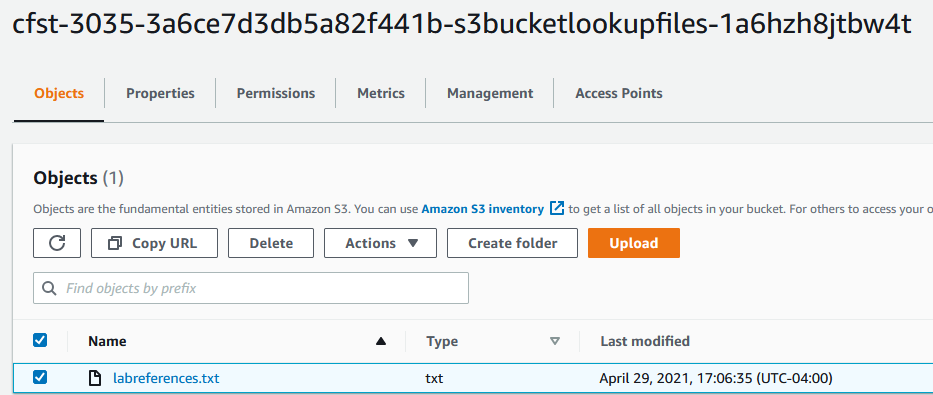 cfst-3035-3a6ce7d3db5a82f441b-s3bucketlookupfiles-1a6hzh8jtbw4t
Objects Properties Permissions Metrics Management Access Points
Objects (1)
Objects are the fundamental entities stored in Amazon S3. You can use Amazon S3 inventory to get a list of all objects in your bucket. For others to access your o
Copy URL Delete Actions Create folder Upload
Find objects by prefix
Name Type Last modified
labreferences.txt txt April 29, 2021, 17:06:35 (UTC-04:00)